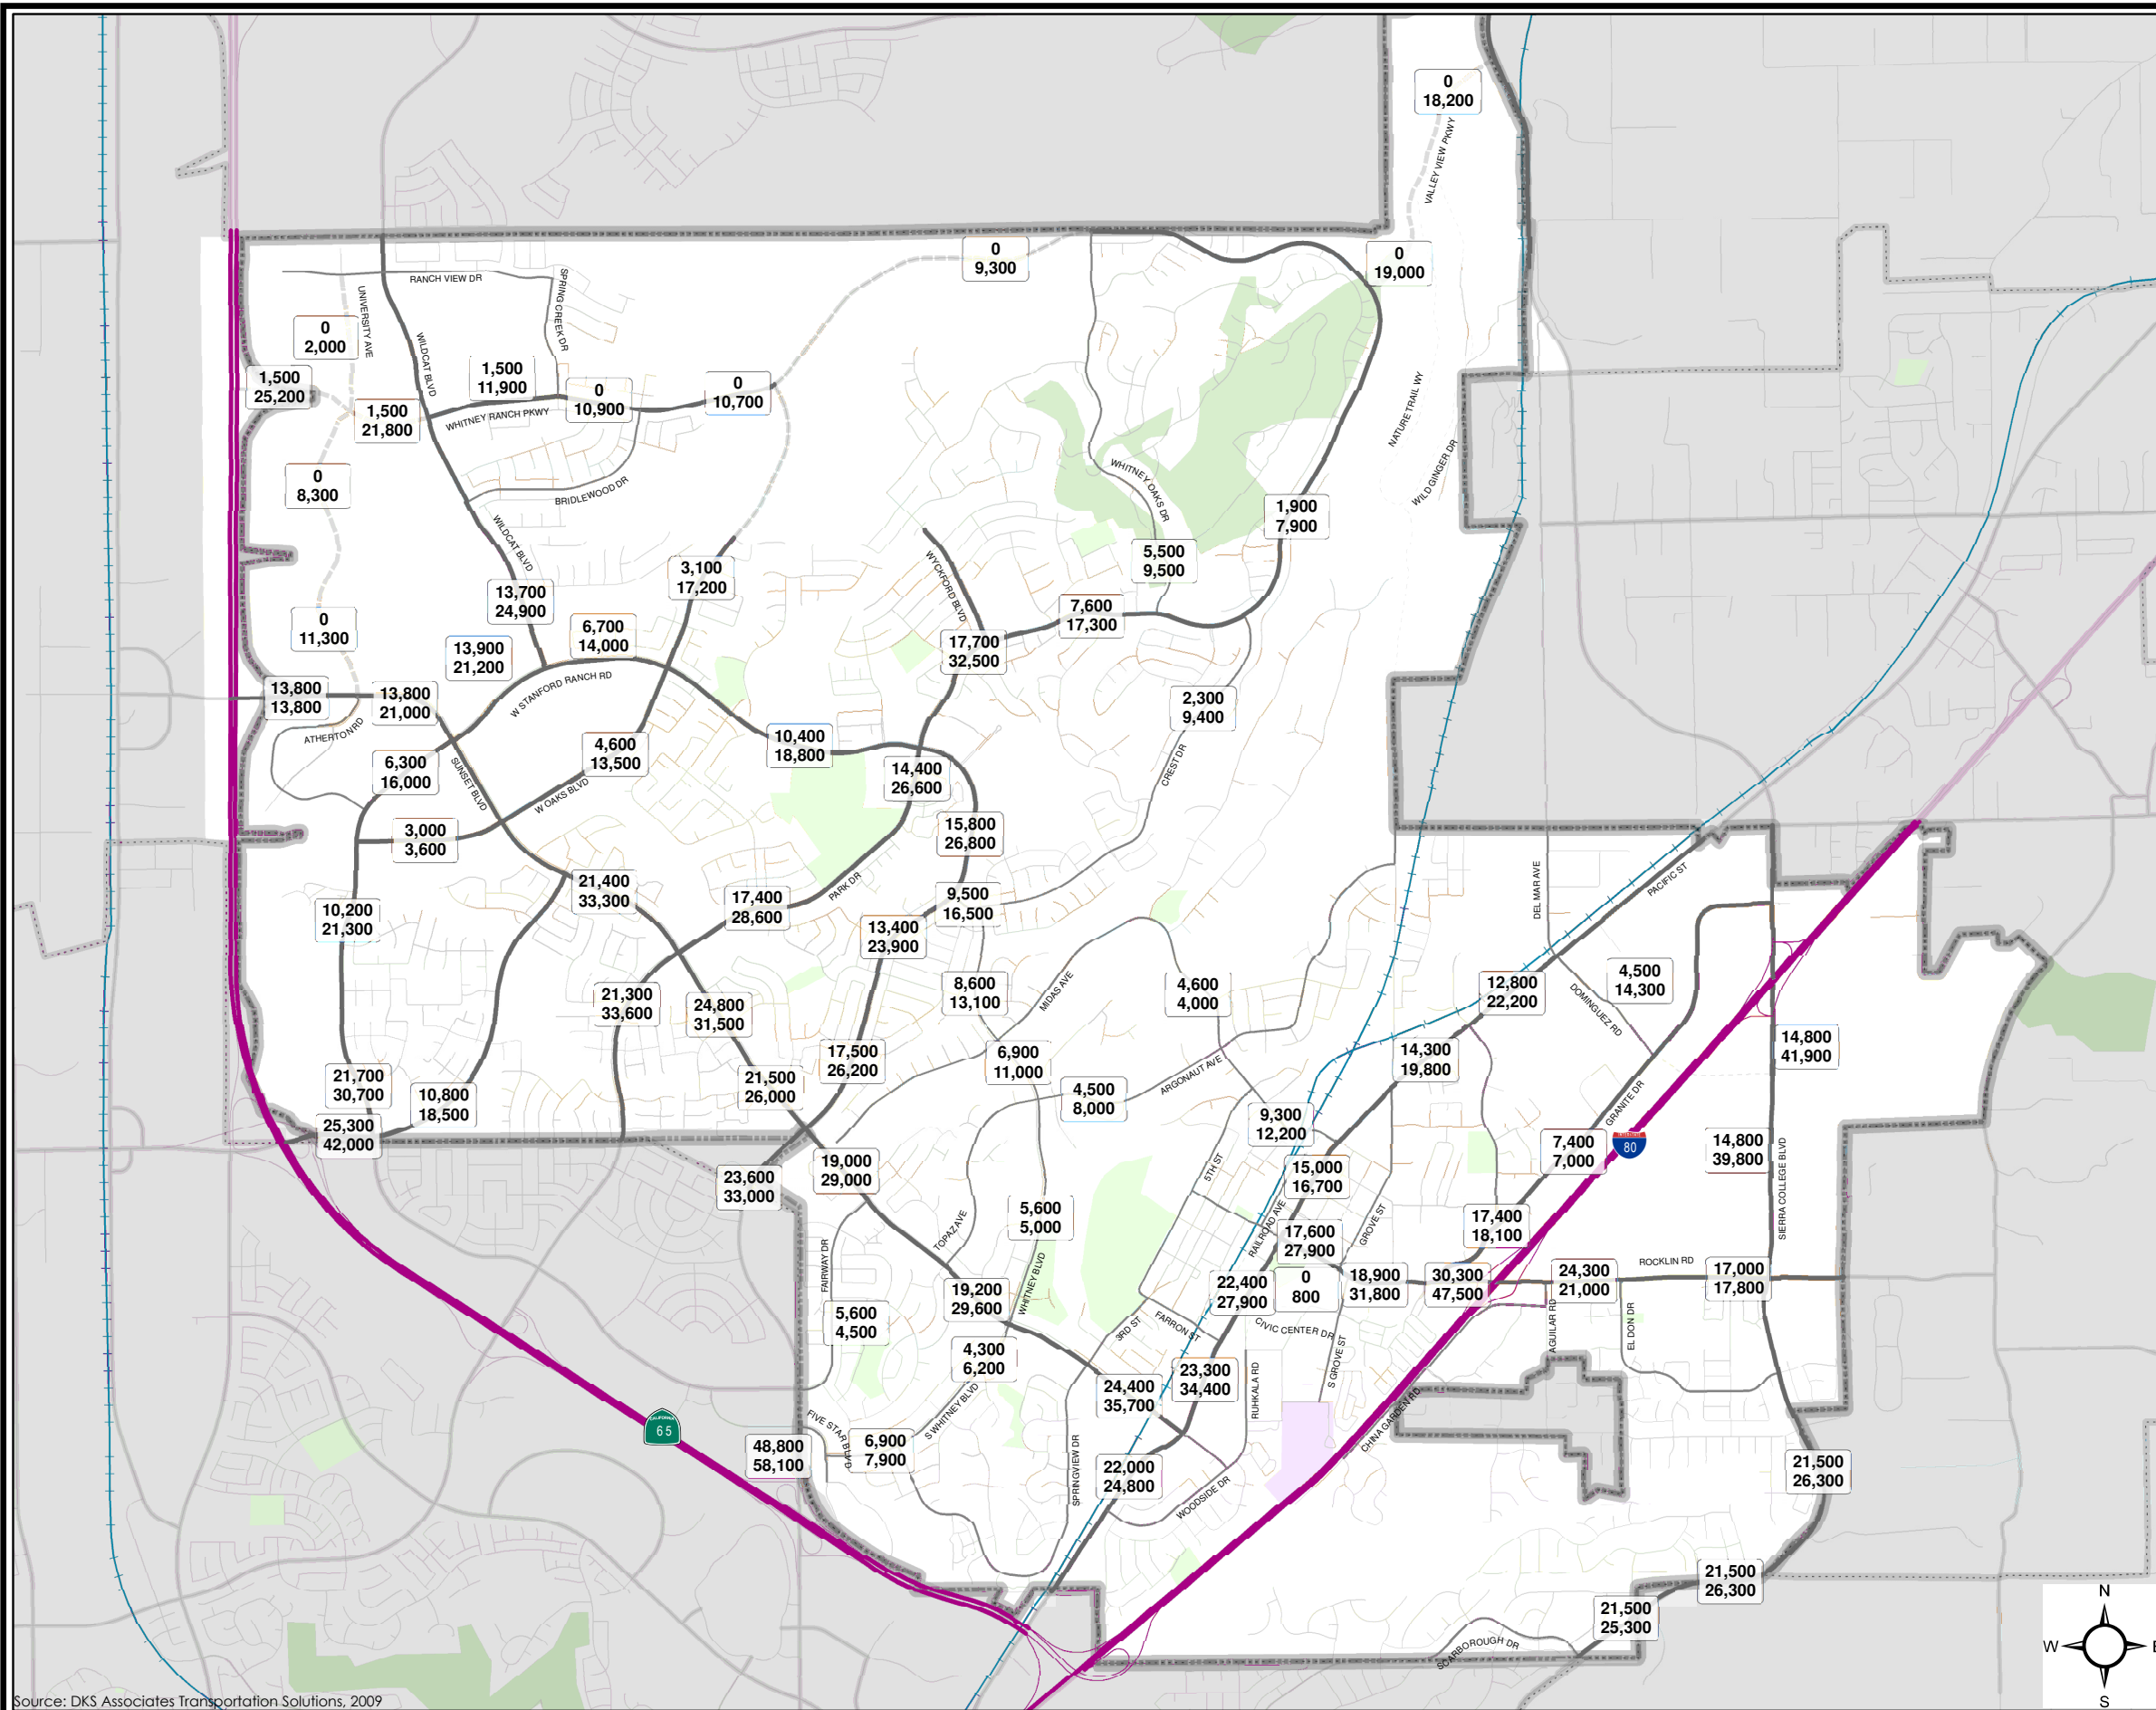 0
18,200
VALLEY VIEW PKWY
0
9,300
0
19,000
RANCH VIEW DR
SPRING CREEK DR
UNIVERSITY AVE
0
2,000
WILDCAT BLVD
1,500
11,900
1,500
25,200
0
10,900
0
10,700
1,500
21,800
WHITNEY RANCH PKWY
NATURE TRAIL WY
WILD GINGER DR
0
8,300
BRIDLEWOOD DR
WHITNEY OAKS DR
1,900
7,900
WILDCAT BLVD
5,500
9,500
3,100
17,200
WYCKFORD BLVD
13,700
24,900
0
11,300
6,700
14,000
7,600
17,300
13,900
21,200
17,700
32,500
13,800
13,800
13,800
21,000
W STANFORD RANCH RD
2,300
9,400
ATHERTON RD
10,400
18,800
4,600
13,500
6,300
16,000
SUNSET BLVD
W OAKS BLVD
14,400
26,600
CREST DR
3,000
3,600
15,800
26,800
21,400
33,300
PARK DR
17,400
28,600
9,500
16,500
10,200
21,300
13,400
23,900
DEL MAR AVE
PACIFIC ST
8,600
13,100
MIDAS AVE
4,600
4,000
12,800
22,200
4,500
14,300
DOMINGUEZ RD
21,300
33,600
24,800
31,500
14,800
41,900
17,500
26,200
6,900
11,000
14,300
19,800
21,700
30,700
21,500
26,000
10,800
18,500
4,500
8,000
ARGONAUT AVE
GRANITE DR
25,300
42,000
9,300
12,200
7,400
7,000
INTERSTATE
80
14,800
39,800
SIERRA COLLEGE BLVD
19,000
29,000
23,600
33,000
5TH ST
15,000
16,700
5,600
5,000
TOPAZ AVE
RAILROAD AVE
17,600
27,900
GROVE ST
17,400
18,100
FAIRWAY DR
WHITNEY BLVD
19,200
29,600
22,400
27,900
0
800
18,900
31,800
30,300
47,500
24,300
21,000
ROCKLIN RD
17,000
17,800
5,600
4,500
3RD ST
FARRON ST
CIVIC CENTER DR
AGUILAR RD
EL DON DR
4,300
6,200
S GROVE ST
23,300
34,400
RUHKALA RD
24,400
35,700
S WHITNEY BLVD
CHINA GARDEN RD
CALIFORNIA
65
FIVE STAR BLVD
48,800
58,100
6,900
7,900
SPRINGVIEW DR
22,000
24,800
WOODSIDE DR
21,500
26,300
21,500
26,300
21,500
25,300
SCARBOROUGH DR
N
W
S
Source: DKS Associates Transportation Solutions, 2009